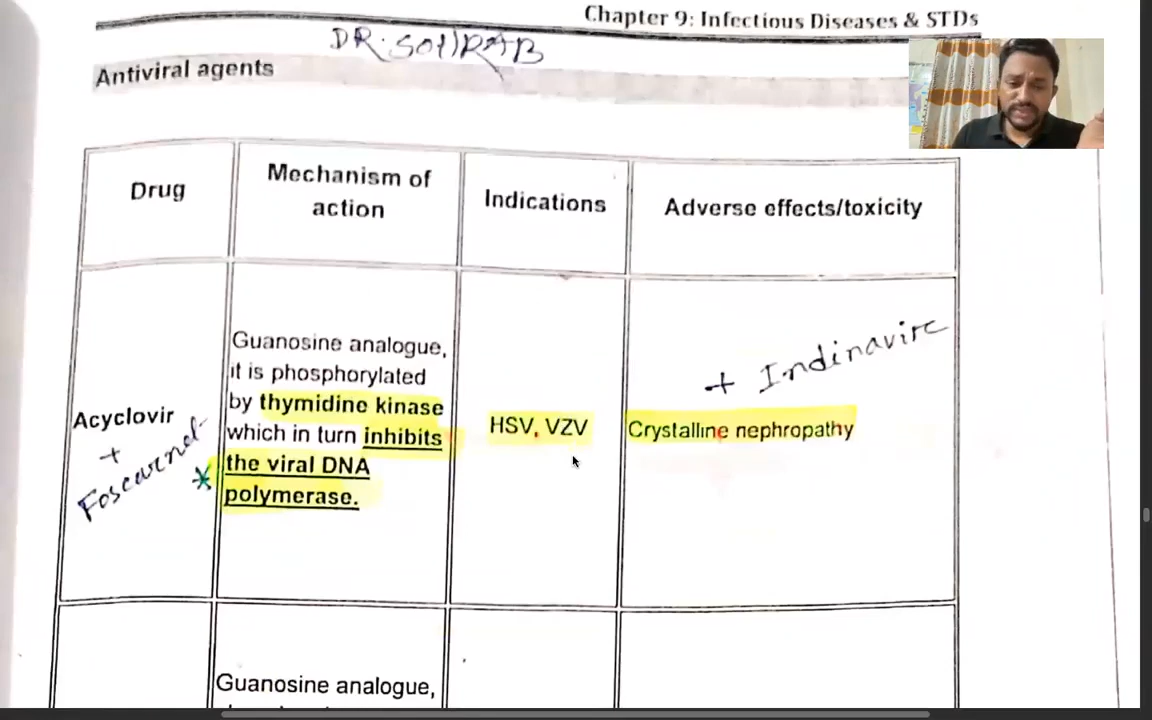 Chapter 9: Infectious Diseases & STDs
DR. SOHRAB
Antiviral agents
Drug
Mechanism of
action
Indications
Adverse effects/toxicity
Acyclovir
+
Foscarnet
Guanosine analogue,
it is phosphorylated
by thymidine kinase
which in turn inhibits
the viral DNA
polymerase.
HSV, VZV
+ Indinavir
Crystalline nephropathy
Guanosine analogue,